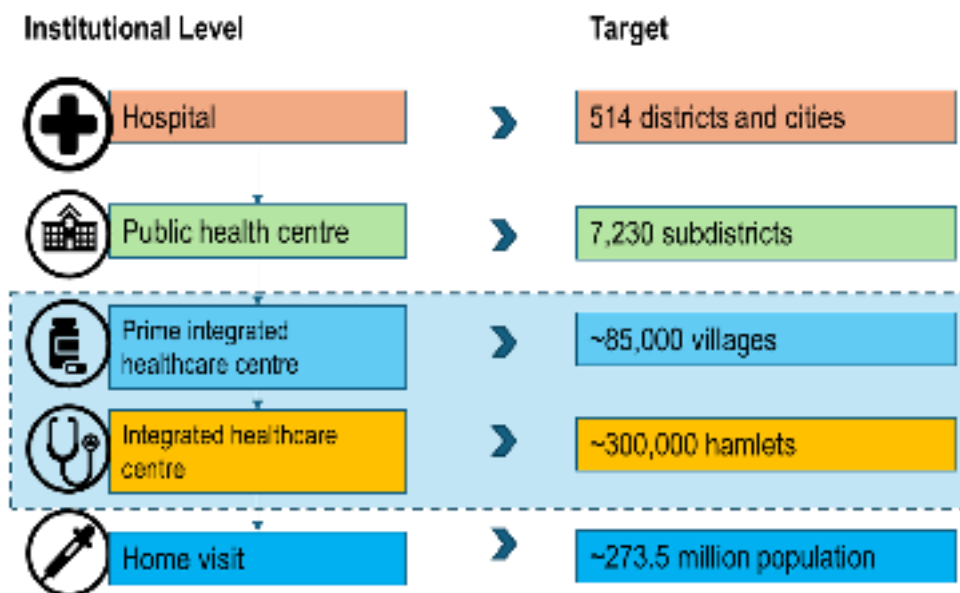 Institutional Level
Target
Hospital
514 districts and cities
Public health centre
7,230 subdistricts
Prime integrated
healthcare centre
~85,000 villages
Integrated healthcare
centre
~300,000 hamlets
Home visit
~273.5 million population